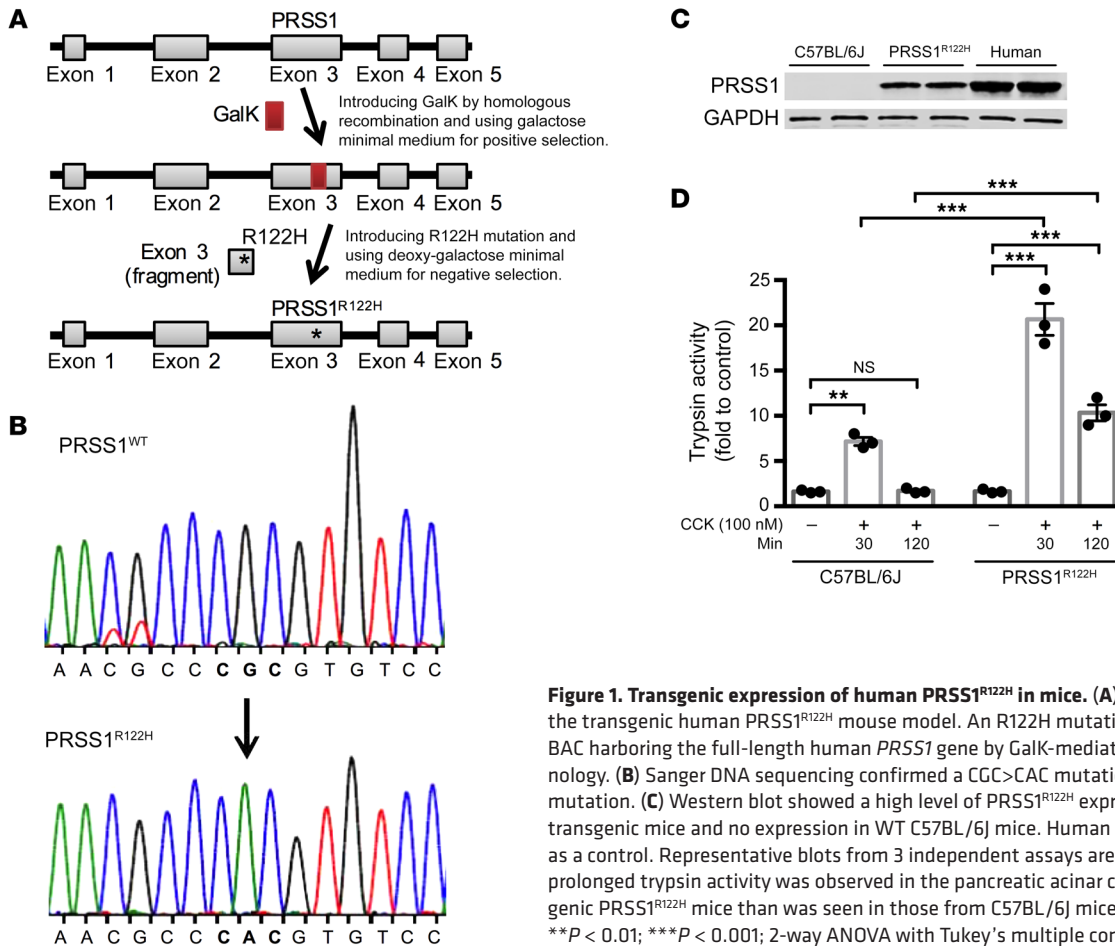 A
PRSS1
Exon 1 Exon 2 Exon 3 Exon 4 Exon 5
GalK
Introducing GalK by homologous
recombination and using galactose
minimal medium for positive selection.
Exon 1 Exon 2 Exon 3 Exon 4 Exon 5
R122H
Exon 3
(fragment)
*
Introducing R122H mutation and
using deoxy-galactose minimal
medium for negative selection.
PRSS1R122H
*
Exon 1 Exon 2 Exon 3 Exon 4 Exon 5
B
PRSS1WT
A A C G C C C G C G T G T C C
PRSS1R122H
A A C G C C C A C G T G T C C
C
C57BL/6J PRSS1R122H Human
PRSS1
GAPDH
D
***
***
***
***
NS
**
Trypsin activity
(fold to control)
25
20
15
10
5
0
CCK (100 nM) – + + – + +
Min 30 120 30 120
C57BL/6J PRSS1R122H
Figure 1. Transgenic expression of human PRSS1R122H in mice. (A)
the transgenic human PRSS1R122H mouse model. An R122H mutati
BAC harboring the full-length human PRSS1 gene by GalK-mediat
nology. (B) Sanger DNA sequencing confirmed a CGC>CAC mutati
mutation. (C) Western blot showed a high level of PRSS1R122H expr
transgenic mice and no expression in WT C57BL/6J mice. Human
as a control. Representative blots from 3 independent assays are
prolonged trypsin activity was observed in the pancreatic acinar c
genic PRSS1R122H mice than was seen in those from C57BL/6J mice
**P < 0.01; ***P < 0.001; 2-way ANOVA with Tukey's multiple con